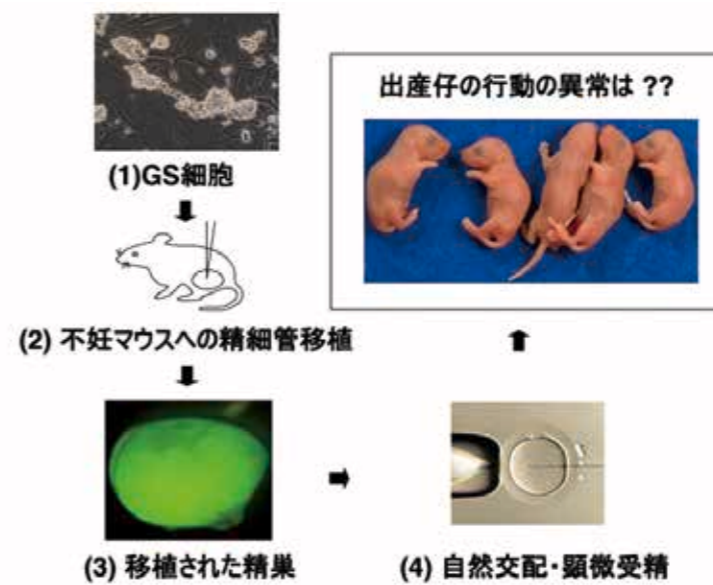 (1)GS細胞
(2) 不妊マウスへの精細管移植
(3) 移植された精巣
(4) 自然交配・顕微受精
出産仔の行動の異常は ??